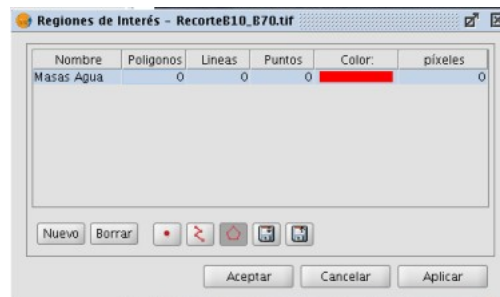 Regiones de Interés - RecorteB10_B70.tif
Nombre Poligonos Lineas Puntos Color: píxeles
Masas Agua 0 0 0 0
Nuevo Borrar
Aceptar Cancelar Aplicar